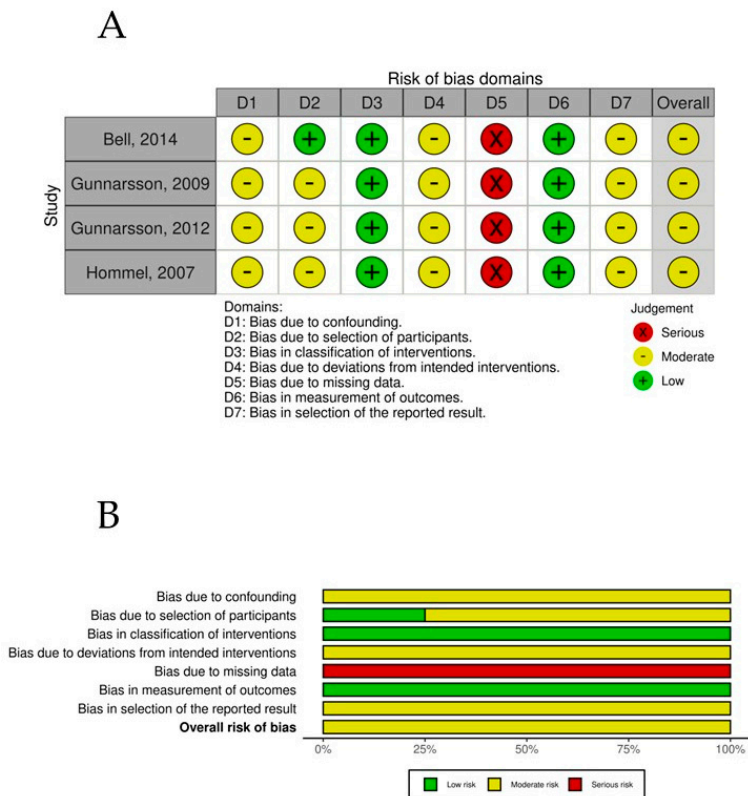 A
Risk of bias domains
D1 D2 D3 D4 D5 D6 D7 Overall
Study
Bell, 2014 - + + - X + - -
Gunnarsson, 2009 - - + - X + - -
Gunnarsson, 2012 - - + - X + - -
Hommel, 2007 - - + - X + - -
Domains:
D1: Bias due to confounding.
D2: Bias due to selection of participants.
D3: Bias in classification of interventions.
D4: Bias due to deviations from intended interventions.
D5: Bias due to missing data.
D6: Bias in measurement of outcomes.
D7: Bias in selection of the reported result.
Judgement
X Serious
- Moderate
+ Low
B
Bias due to confounding
Bias due to selection of participants
Bias in classification of interventions
Bias due to deviations from intended interventions
Bias due to missing data
Bias in measurement of outcomes
Bias in selection of the reported result
Overall risk of bias
0% 25% 50% 75% 100%
Low risk Moderate risk Serious risk